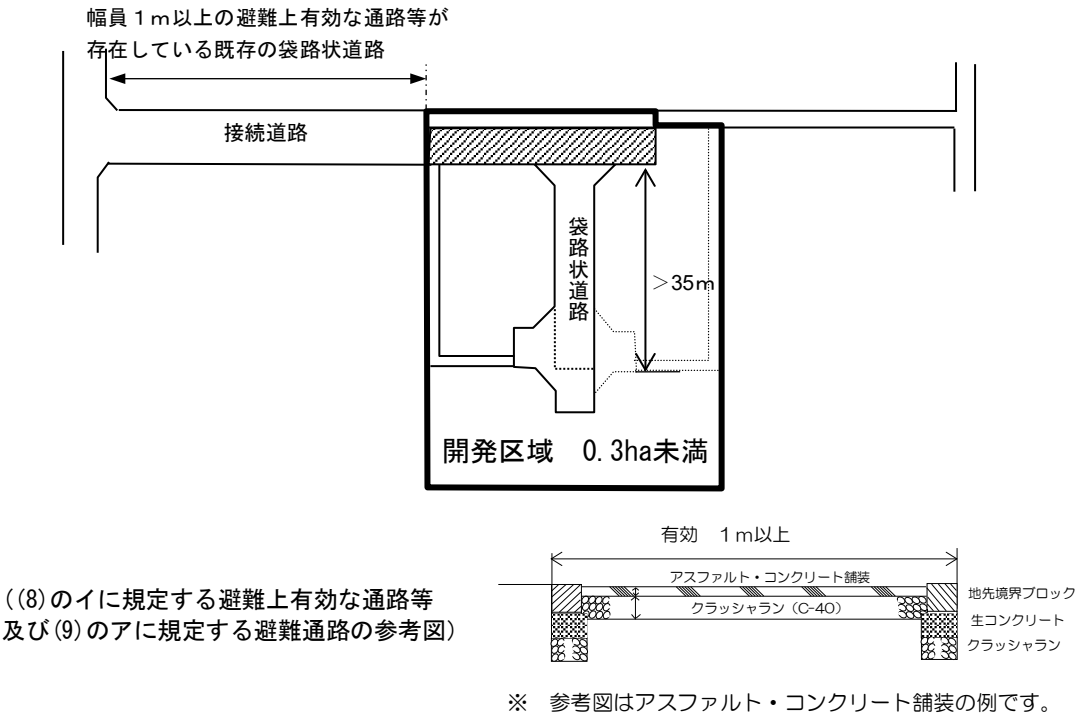 幅員１ｍ以上の避難上有効な通路等が
存在している既存の袋路状道路
接続道路
袋路状道路
＞35ｍ
開発区域　0.3ha未満
有効　１ｍ以上
アスファルト・コンクリート舗装
クラッシャラン（C-40）
地先境界ブロック
生コンクリート
クラッシャラン
((8)のイに規定する避難上有効な通路等
及び(9)のアに規定する避難通路の参考図)
※　参考図はアスファルト・コンクリート舗装の例です。